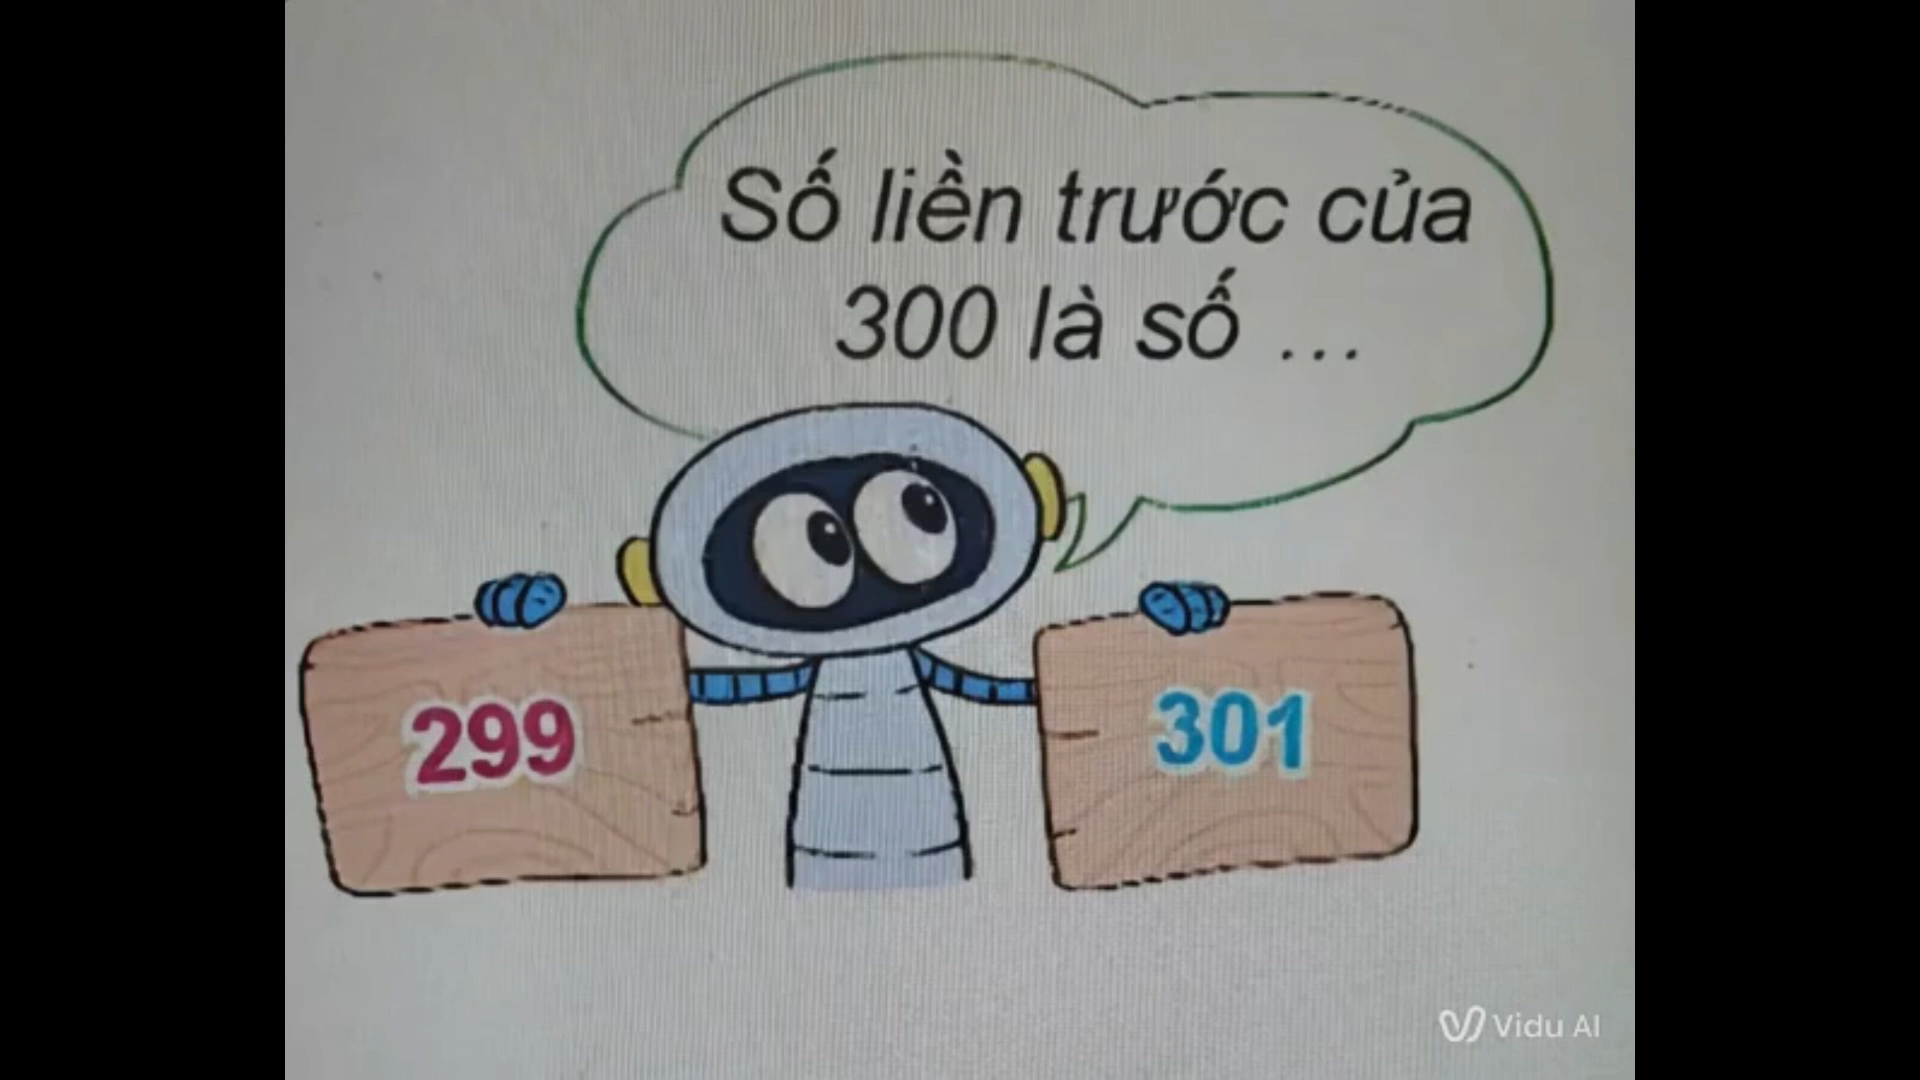 Số liền trước của
300 là số ...
299
301
Vidu AI